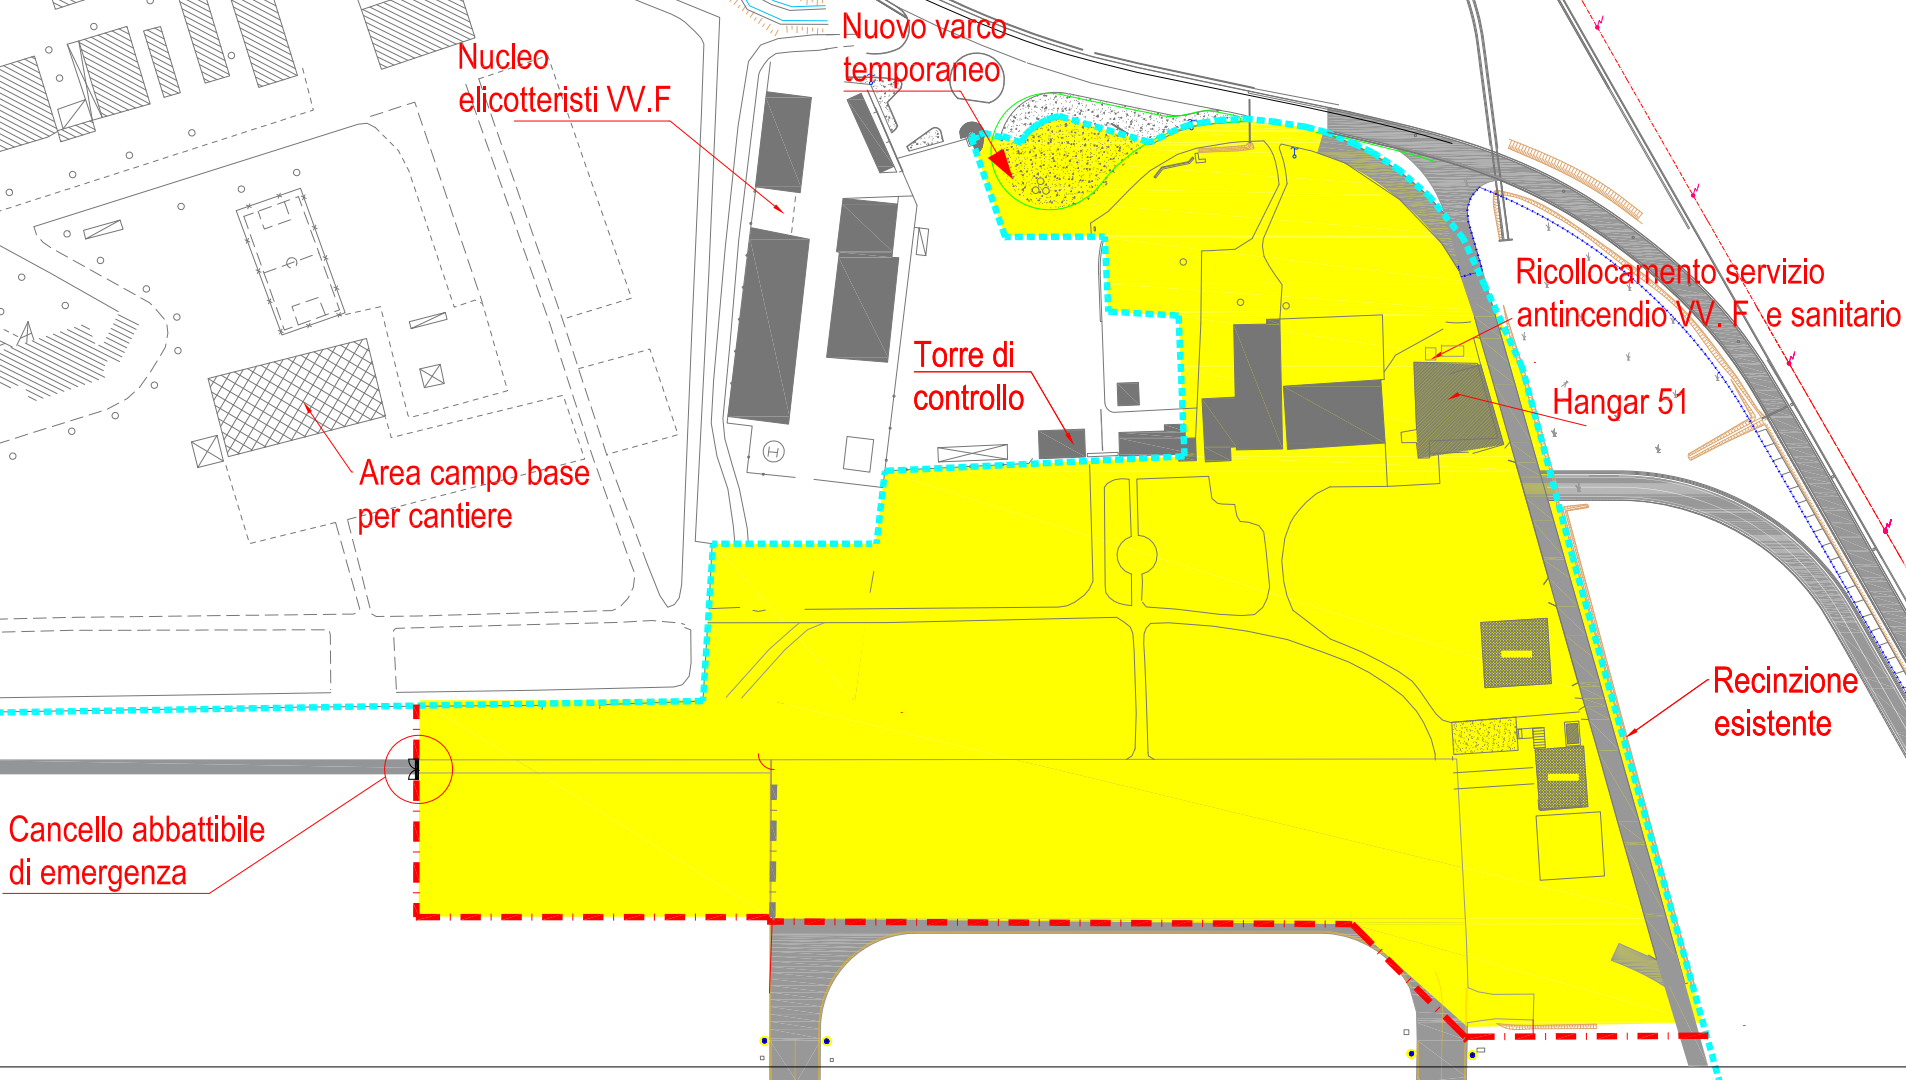 Nuovo varco
temporaneo
Nucleo
elicotteristi VV.F
Ricollocamento servizio
antincendio VV. F e sanitario
Torre di
controllo
Hangar 51
Area campo base
per cantiere
H
Recinzione
esistente
Cancello abbattibile
di emergenza